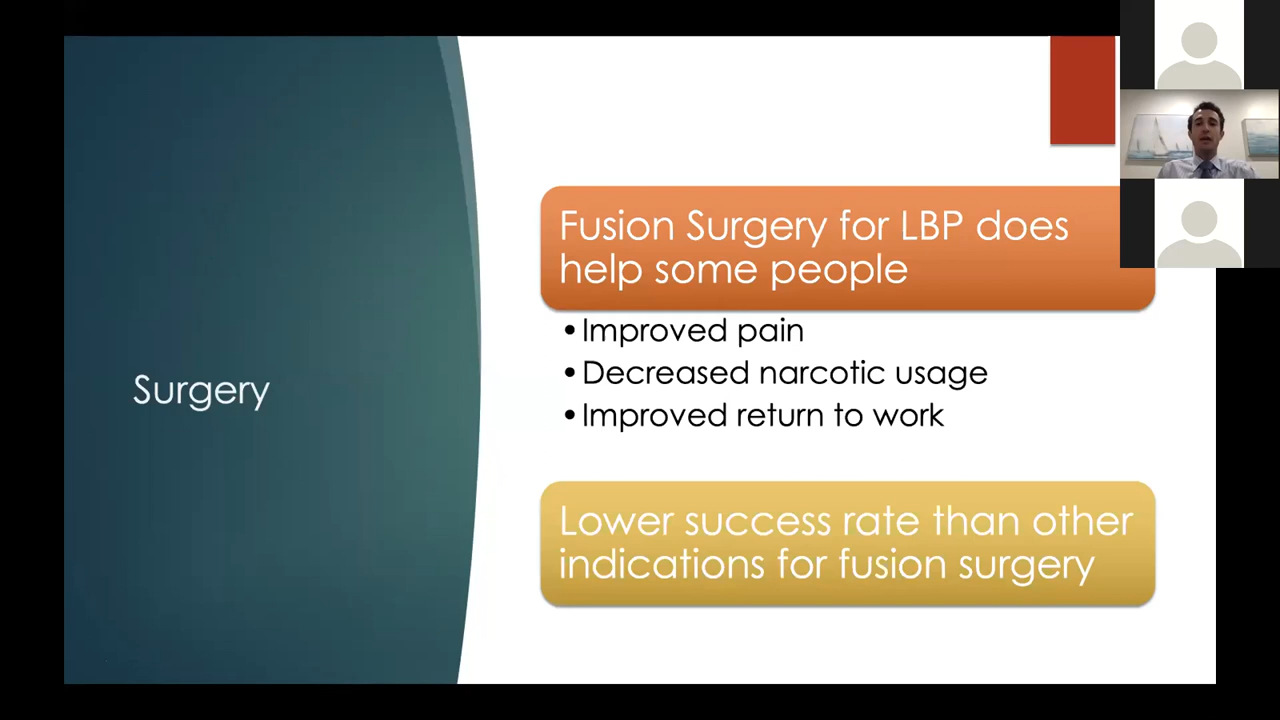 Surgery
Fusion Surgery for LBP does
help some people
•Improved pain
•Decreased narcotic usage
•Improved return to work
Lower success rate than other
indications for fusion surgery